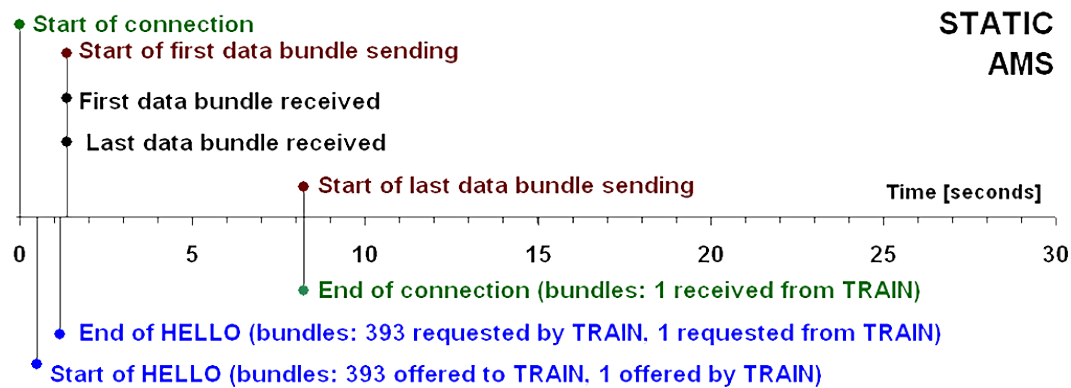 Start of connection
STATIC
AMS
Start of first data bundle sending
First data bundle received
Last data bundle received
Start of last data bundle sending
Time [seconds]
0 5 10 15 20 25 30
End of connection (bundles: 1 received from TRAIN)
End of HELLO (bundles: 393 requested by TRAIN. 1 requested from TRAIN)
Start of HELLO (bundles: 393 offered to TRAIN. 1 offered by TRAIN)